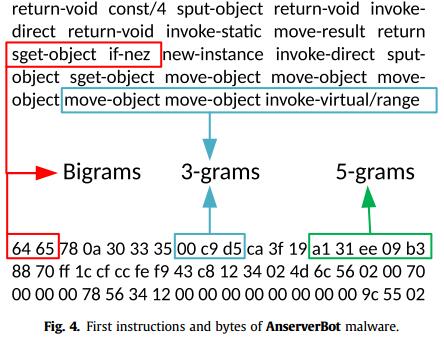 return-void const/4 sput-object return-void invoke-
direct return-void invoke-static move-result return
sget-object if-nez new-instance invoke-direct sput-
object sget-object move-object move-object move-
object move-object move-object invoke-virtual/range
Bigrams 3-grams 5-grams
64 65 78 0a 30 33 35 00 c9 d5 ca 3f 19 a1 31 ee 09 b3
88 70 ff 1c cf cc fe f9 43 c8 12 34 02 4d 6c 56 02 00 70
00 00 00 78 56 34 12 00 00 00 00 00 00 00 00 9c 55 02
Fig. 4. First instructions and bytes of AnserverBot malware.